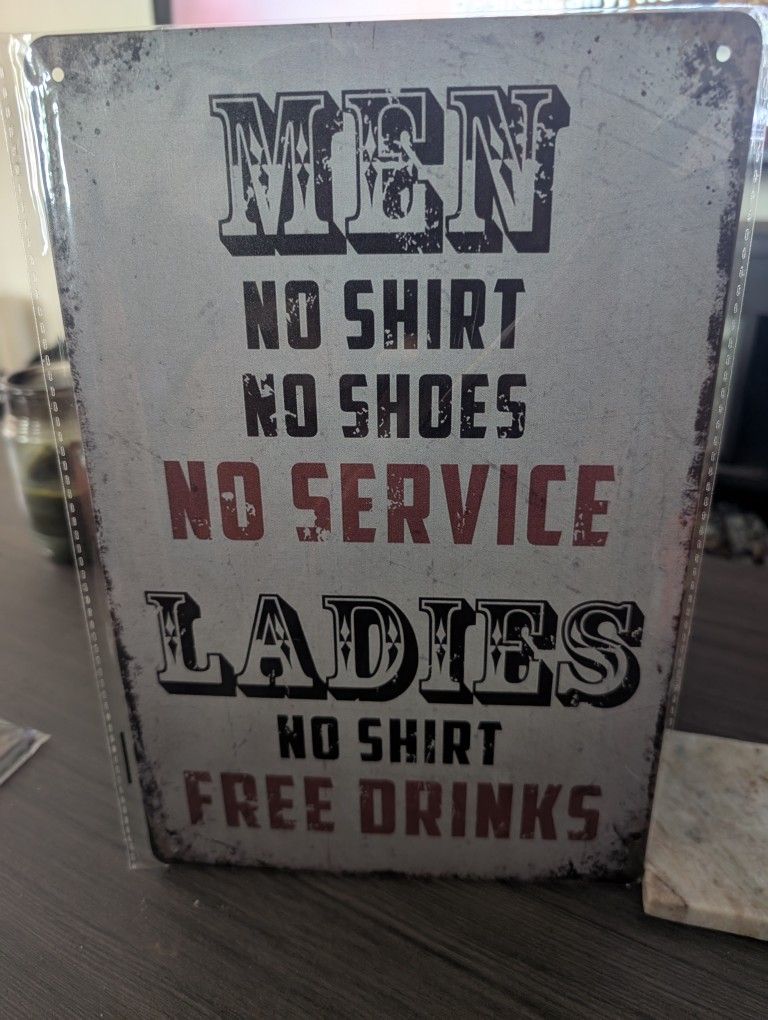 MEN
NO SHIRT
NO SHOES
NO SERVICE
LADIES
NO SHIRT
FREE DRINKS